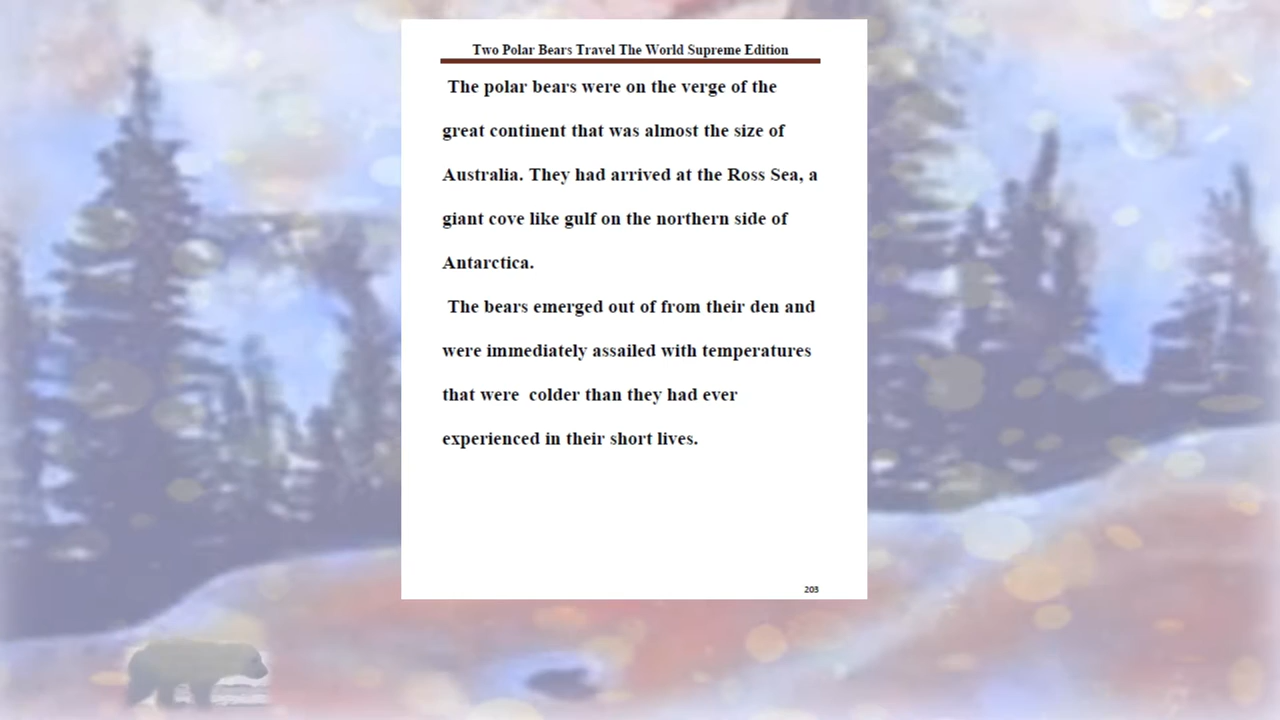 Two Polar Bears Travel The World Supreme Edition
The polar bears were on the verge of the
great continent that was almost the size of
Australia. They had arrived at the Ross Sea, a
giant cove like gulf on the northern side of
Antarctica.
The bears emerged out of from their den and
were immediately assailed with temperatures
that were  colder than they had ever
experienced in their short lives.
203